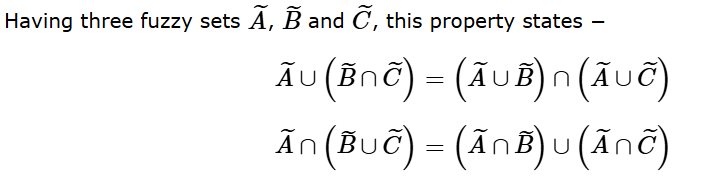 Having three fuzzy sets Ã, B̃ and C̃, this property states −
Ã∪(B̃∩C̃) = (Ã∪B̃)∩(Ã∪C̃)
Ã∩(B̃∪C̃) = (Ã∩B̃)∪(Ã∩C̃)